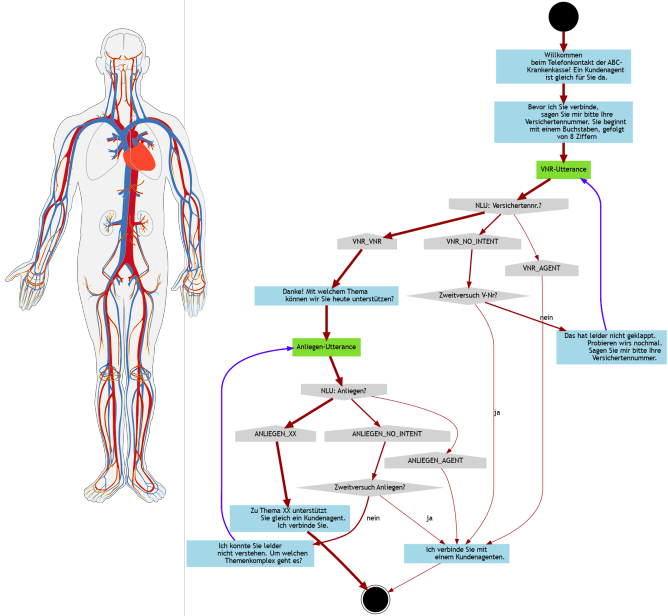 Willkommen
beim Telefonkontakt der ABC-
Krankenkasse! Ein Kundenagent
ist gleich für Sie da.
Bevor ich Sie verbinde,
sagen Sie mir bitte Ihre
Versichertennummer. Sie beginnt
mit einem Buchstaben, gefolgt
von 8 Ziffern
VNR-Utterance
NLU: Versichertennr.?
VNR_VNR
VNR_NO_INTENT
VNR_AGENT
Danke! Mit welchem Thema
können wir Sie heute unterstützen?
Zweitversuch V-Nr?
nein
Das hat leider nicht geklappt.
Probieren wirs nochmal.
Sagen Sie mir bitte Ihre
Versichertennummer.
Anliegen-Utterance
NLU: Anliegen?
ja
ANLIEGEN_XX
ANLIEGEN_NO_INTENT
ANLIEGEN_AGENT
Zweitversuch Anliegen?
Zu Thema XX unterstützt
Sie gleich ein Kundenagent.
Ich verbinde Sie.
nein
ja
Ich konnte Sie leider
nicht verstehen. Um welchen
Themenkomplex geht es?
Ich verbinde Sie mit
einem Kundenagenten.